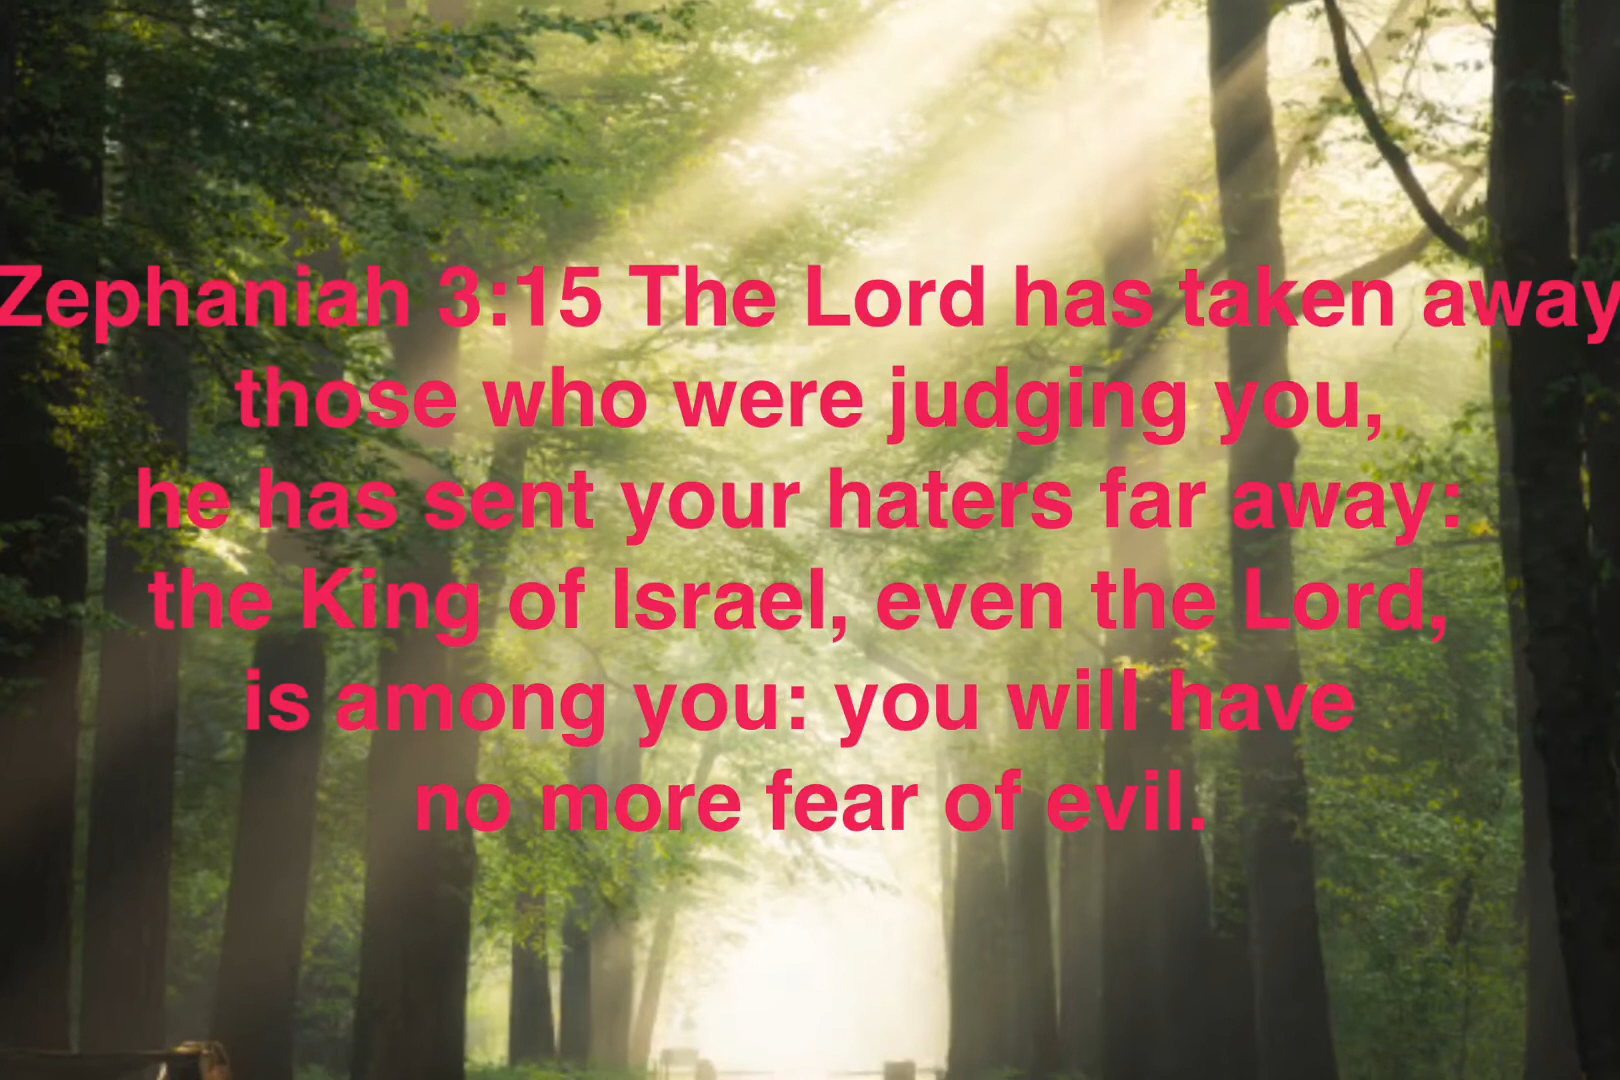 Zephaniah 3:15 The Lord has taken away
those who were judging you,
he has sent your haters far away:
the King of Israel, even the Lord,
is among you: you will have
no more fear of evil.